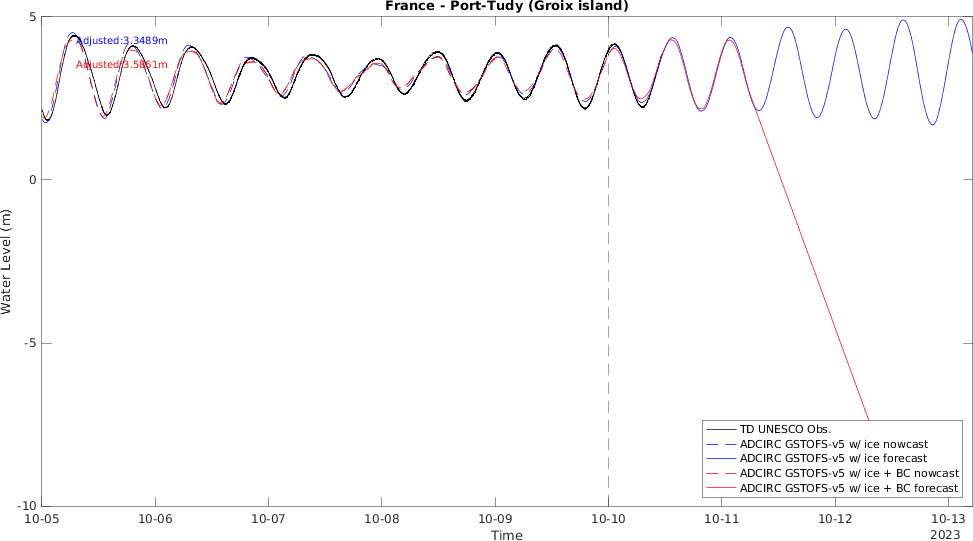 France - Port-Tudy (Groix island)
Adjusted:3.3489m
Adjusted:3.5861m
Water Level (m)
5
0
-5
-10
10-05
10-06
10-07
10-08
10-09
10-10
10-11
10-12
10-13
2023
Time
TD UNESCO Obs.
ADCIRC GSTOFS-v5 w/ ice nowcast
ADCIRC GSTOFS-v5 w/ ice forecast
ADCIRC GSTOFS-v5 w/ ice + BC nowcast
ADCIRC GSTOFS-v5 w/ ice + BC forecast